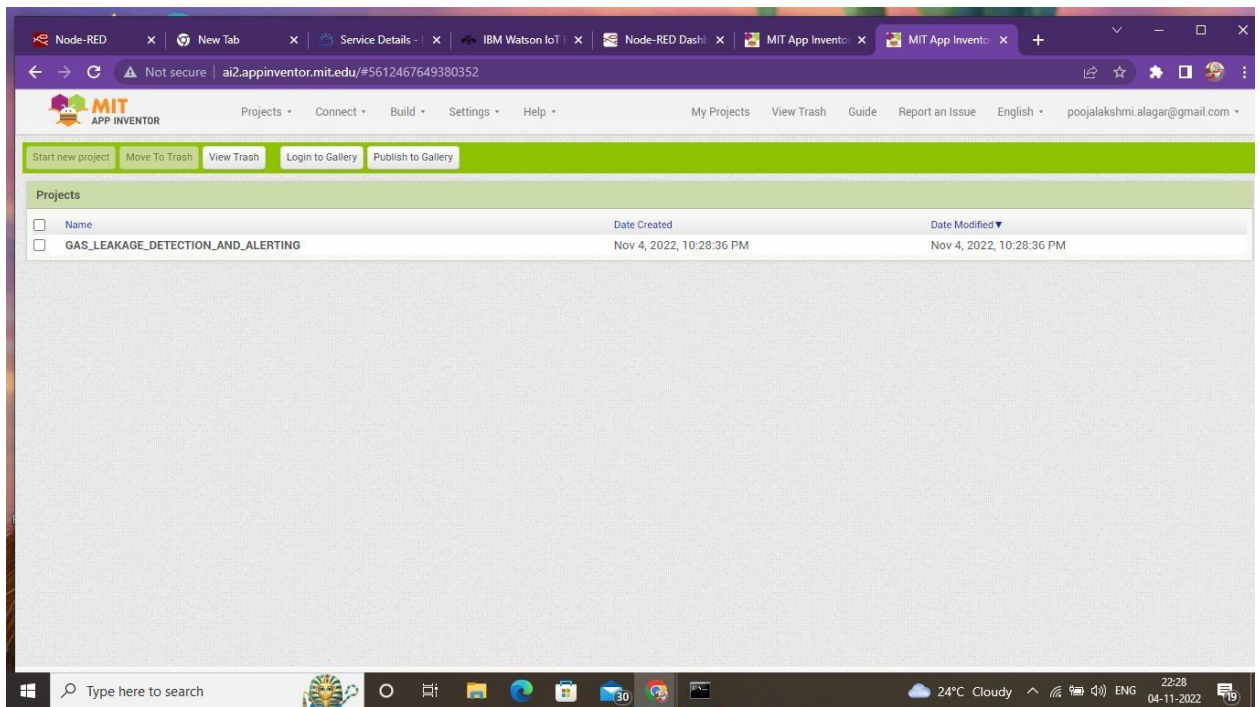 Node-RED
New Tab
Service Details - I
IBM Watson IoT
Node-RED Dashb
MIT App Invento
MIT App Invento
Not secure | ai2.appinventor.mit.edu/#5612467649380352
MIT
APP INVENTOR
Projects Connect Build Settings Help My Projects View Trash Guide Report an Issue English poojalakshmi.alagar@gmail.com
Start new project Move To Trash View Trash Login to Gallery Publish to Gallery
Projects
Name Date Created Date Modified
GAS_LEAKAGE_DETECTION_AND_ALERTING Nov 4, 2022, 10:28:36 PM Nov 4, 2022, 10:28:36 PM
Type here to search
30
24°C Cloudy
ENG
22:28
04-11-2022
19